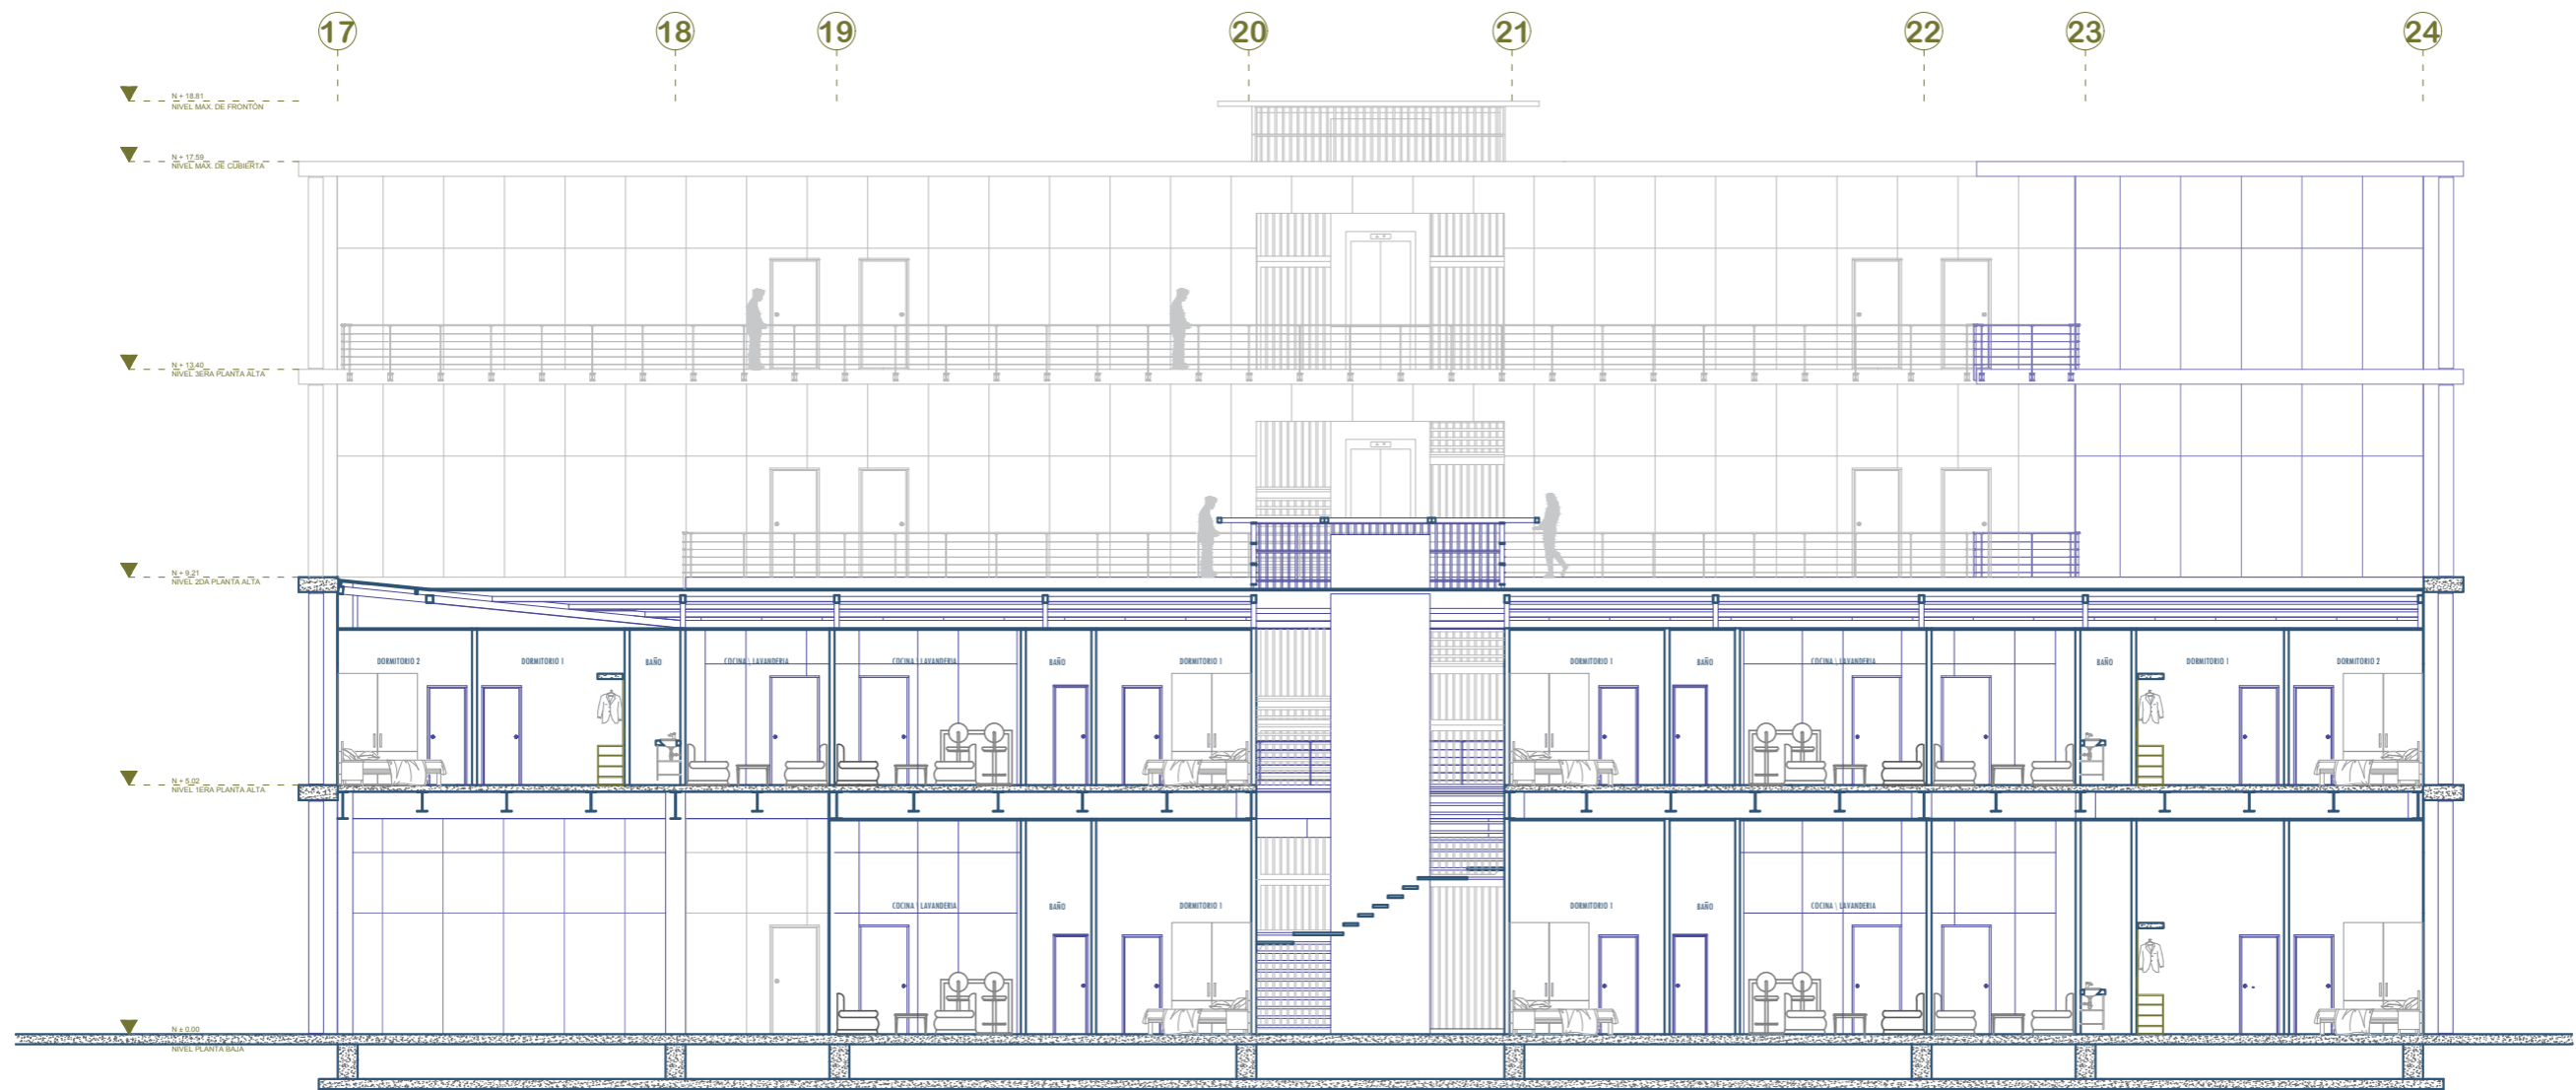 17 18 19 20 21 22 23 24
N + 18.81
NIVEL MAX. DE FRONTÓN
N + 17.59
NIVEL MAX. DE CUBIERTA
N + 13.40
NIVEL 3ERA PLANTA ALTA
N + 9.21
NIVEL 2DA PLANTA ALTA
DORMITORIO 2 DORMITORIO 1 BAÑO COCINA \ LAVANDERIA COCINA \ LAVANDERIA BAÑO DORMITORIO 1 DORMITORIO 1 BAÑO COCINA \ LAVANDERIA BAÑO DORMITORIO 1 DORMITORIO 2
N + 5.02
NIVEL 1ERA PLANTA ALTA
COCINA \ LAVANDERIA BAÑO DORMITORIO 1 DORMITORIO 1 BAÑO COCINA \ LAVANDERIA
N ± 0.00
NIVEL PLANTA BAJA